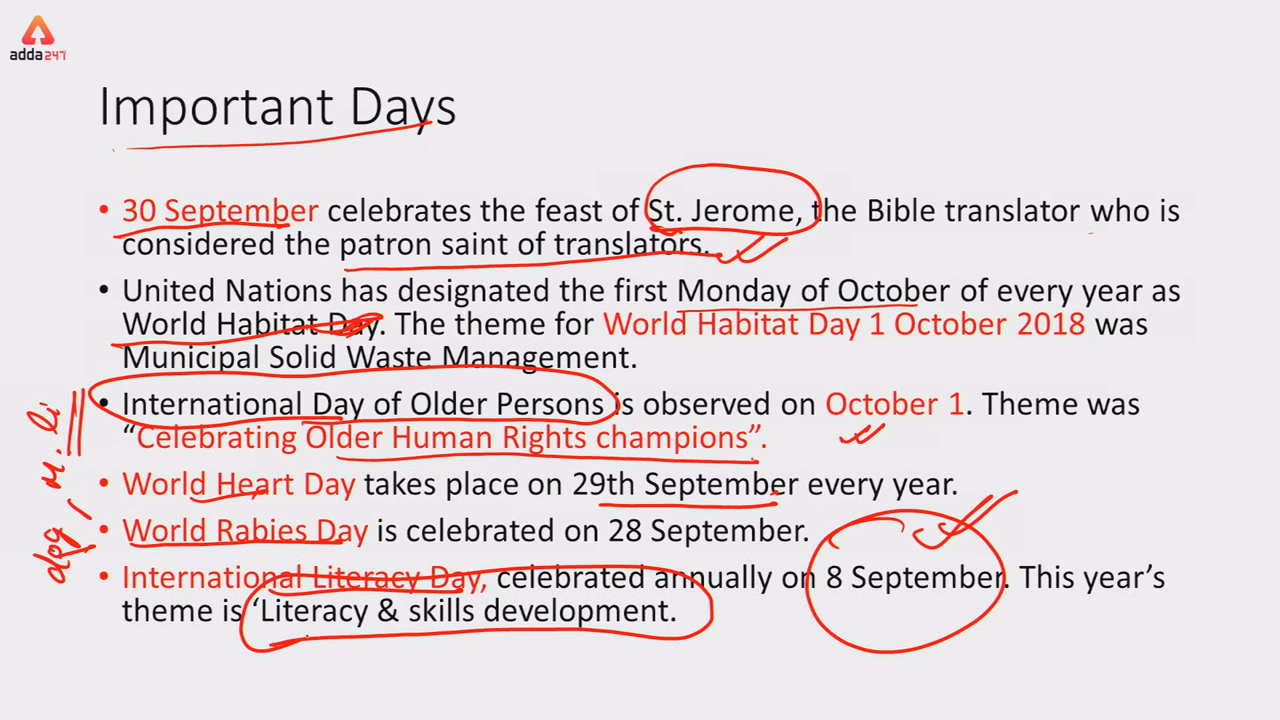 adda247
Important Days
• 30 September celebrates the feast of St. Jerome, the Bible translator who is
considered the patron saint of translators.
• United Nations has designated the first Monday of October of every year as
World Habitat Day. The theme for World Habitat Day 1 October 2018 was
Municipal Solid Waste Management.
• International Day of Older Persons is observed on October 1. Theme was
“Celebrating Older Human Rights champions”.
• World Heart Day takes place on 29th September every year.
• World Rabies Day is celebrated on 28 September.
• International Literacy Day, celebrated annually on 8 September. This year’s
theme is ‘Literacy & skills development.
dog